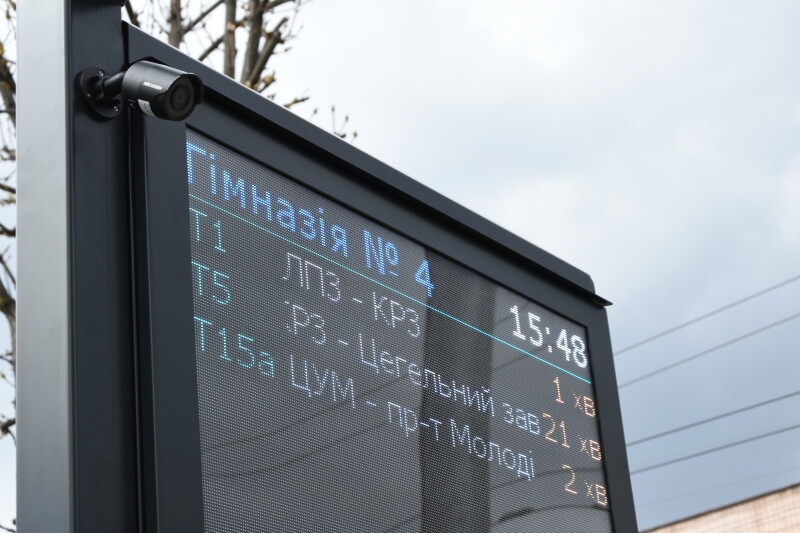 Гімназія № 4
15:48
Т1 ЛПЗ - КРЗ 1 хв
Т5 КРЗ - Цегельний зав 21 хв
Т15а ЦУМ - пр-т Молоді 2 хв